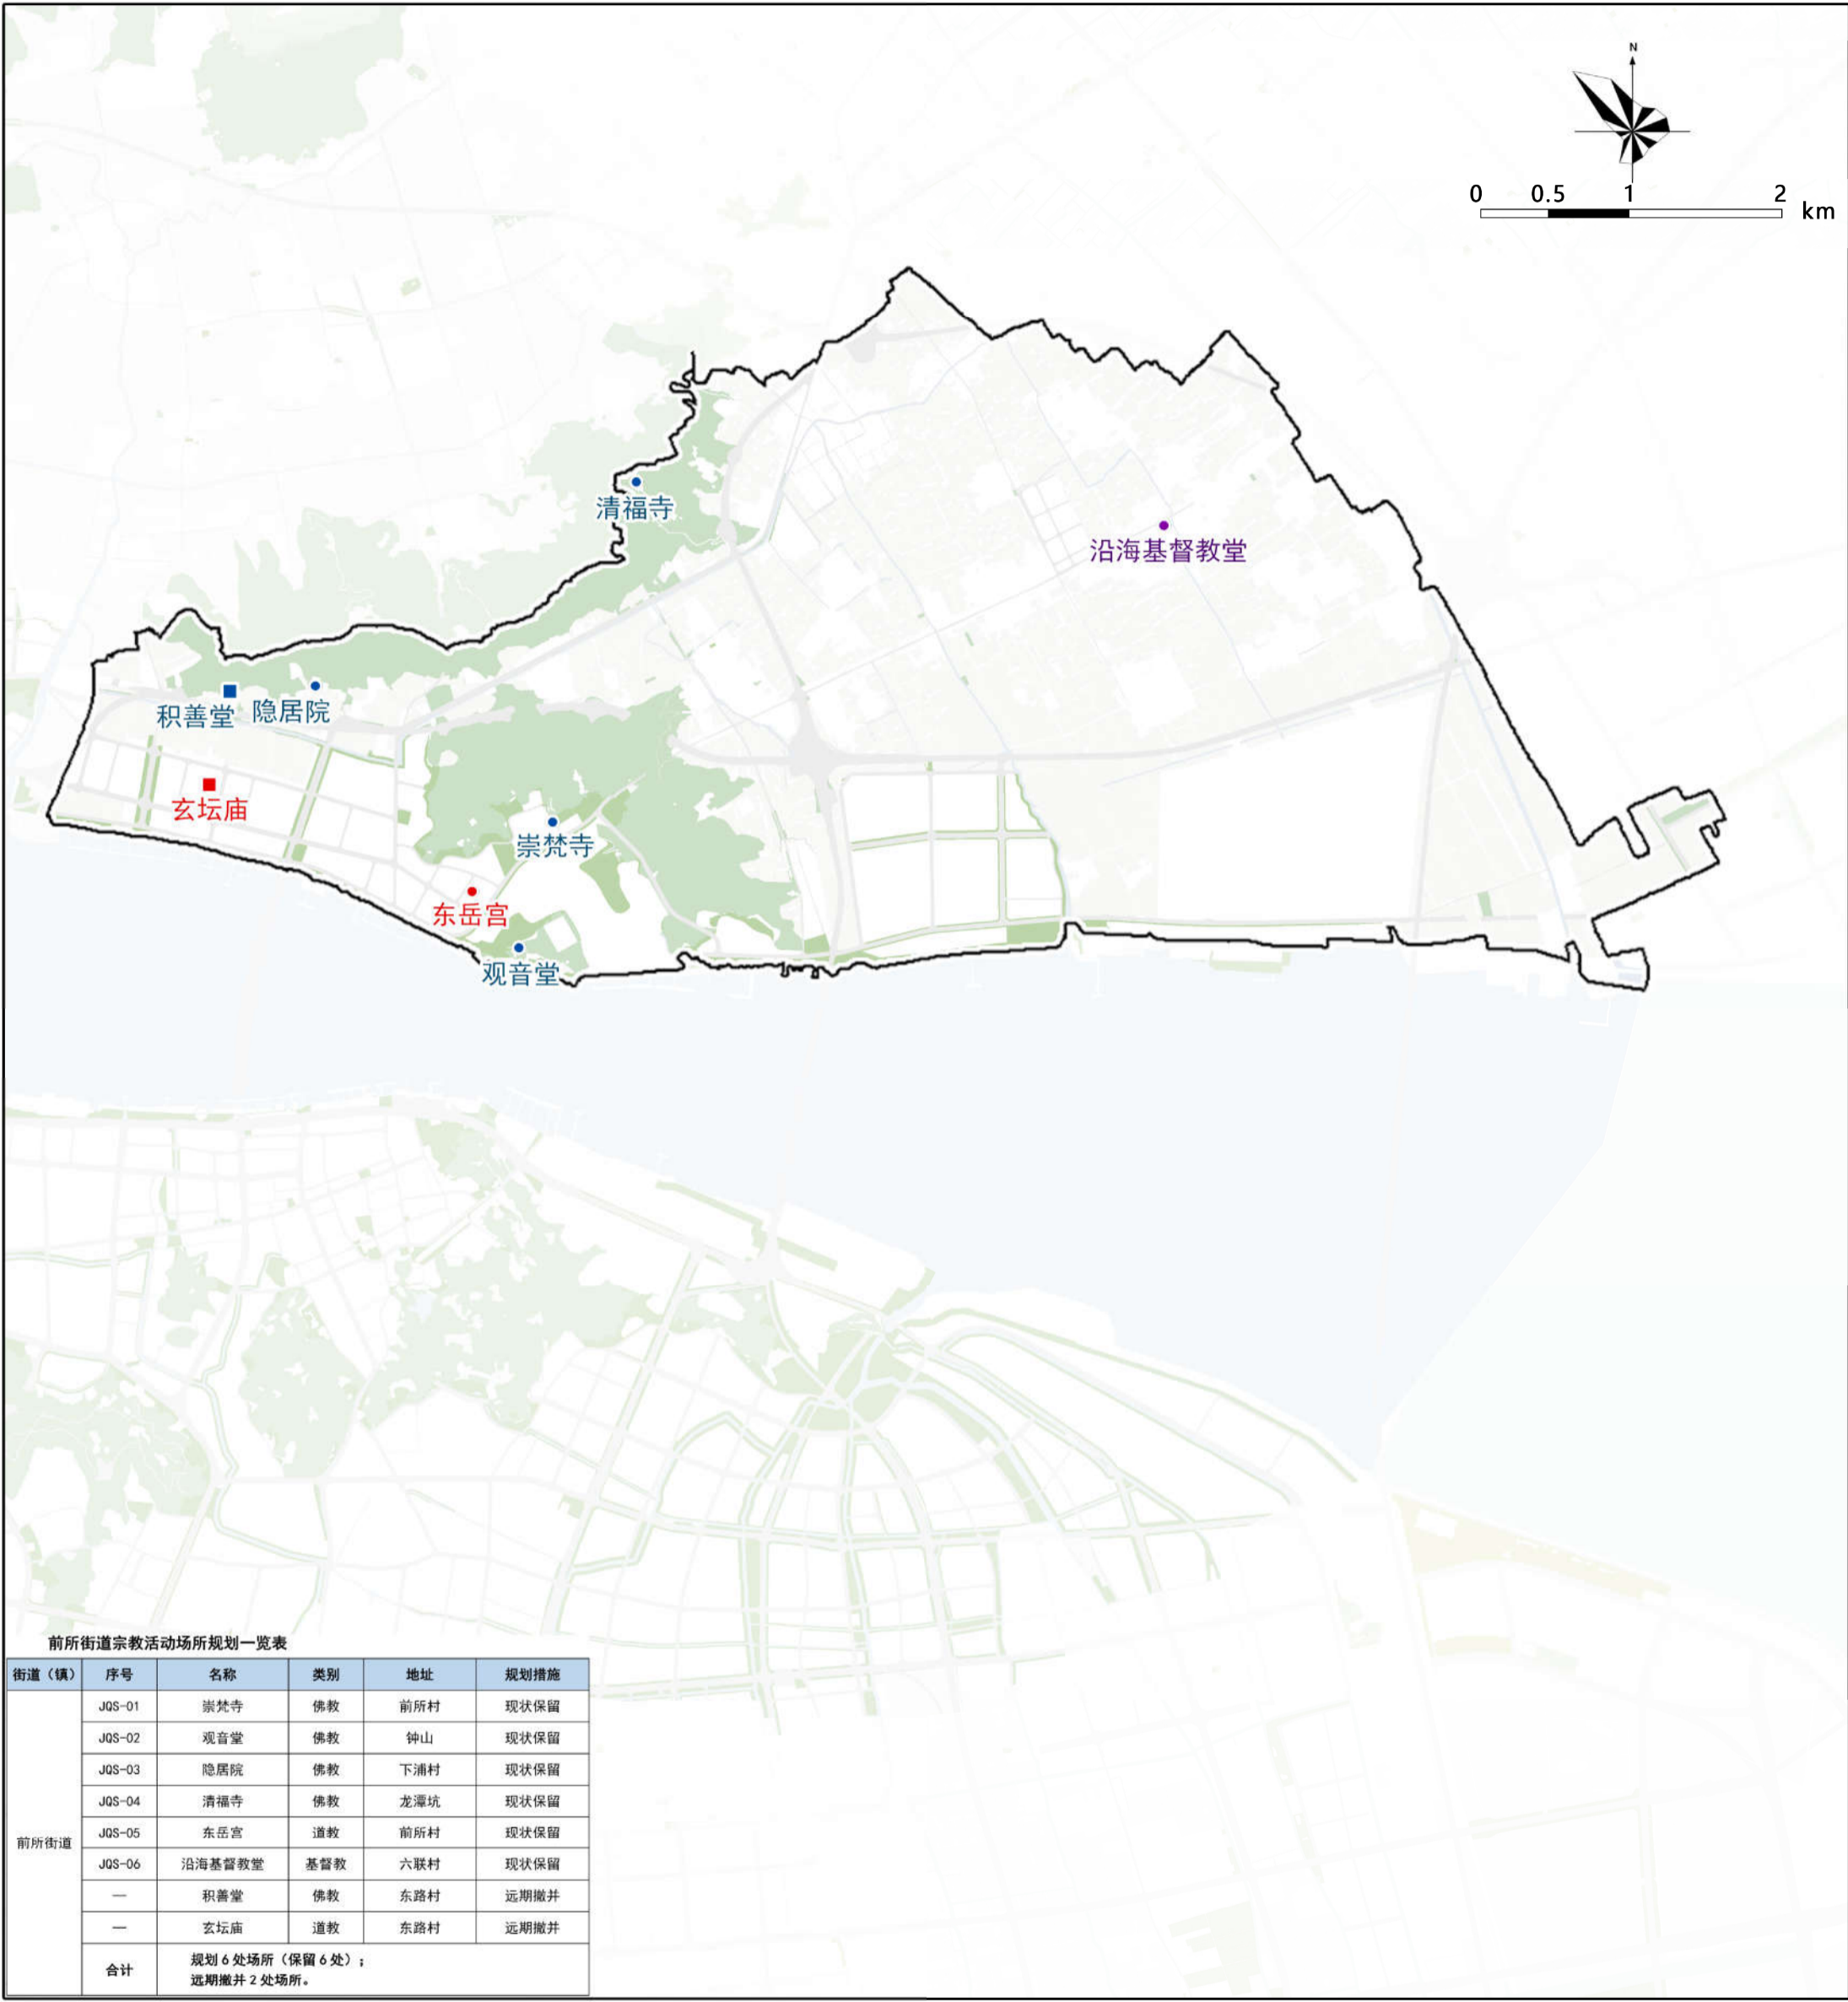 N
0 0.5 1 2 km
清福寺
沿海基督教堂
积善堂 隐居院
玄坛庙
崇梵寺
东岳宫
观音堂
前所街道宗教活动场所规划一览表
街道（镇） 序号 名称 类别 地址 规划措施
JQS-01 崇梵寺 佛教 前所村 现状保留
JQS-02 观音堂 佛教 钟山 现状保留
JQS-03 隐居院 佛教 下浦村 现状保留
JQS-04 清福寺 佛教 龙潭坑 现状保留
前所街道 JQS-05 东岳宫 道教 前所村 现状保留
JQS-06 沿海基督教堂 基督教 六联村 现状保留
— 积善堂 佛教 东路村 远期撤并
— 玄坛庙 道教 东路村 远期撤并
合计 规划 6 处场所（保留 6 处）；
远期撤并 2 处场所。